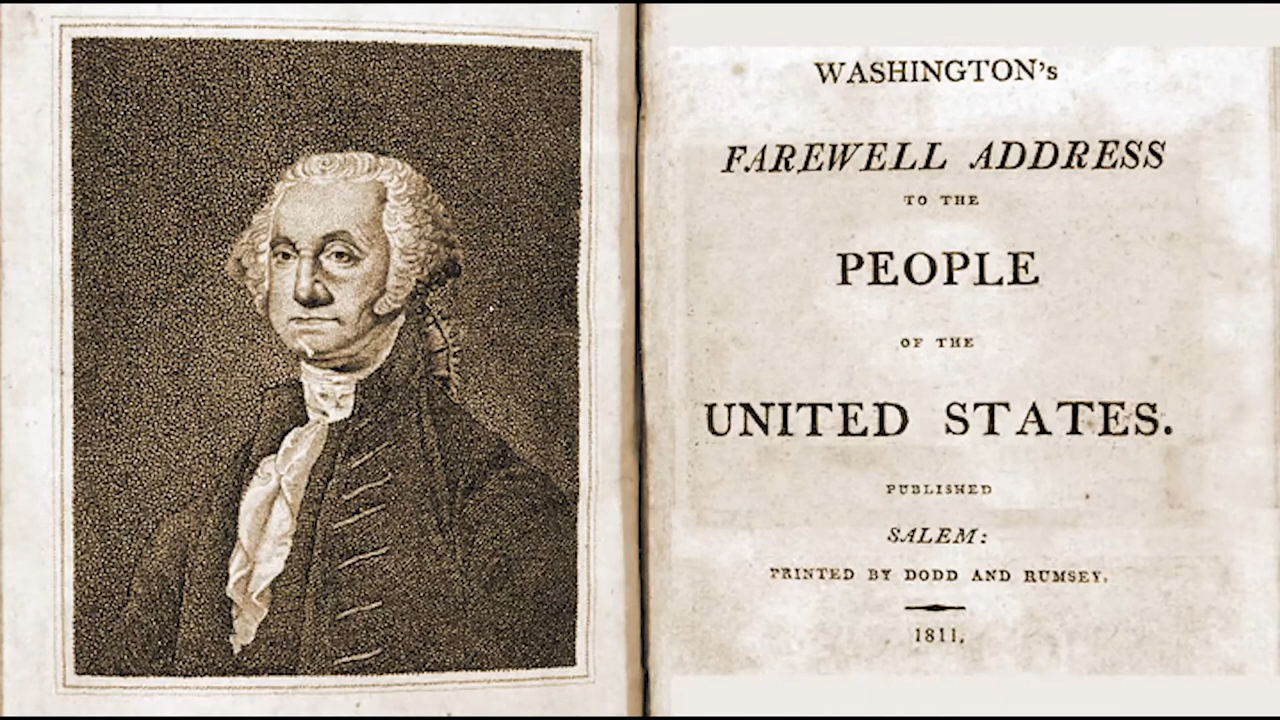 WASHINGTON's
FAREWELL ADDRESS
TO THE
PEOPLE
OF THE
UNITED STATES.
PUBLISHED
SALEM:
PRINTED BY DODD AND RUMSEY.
1811.